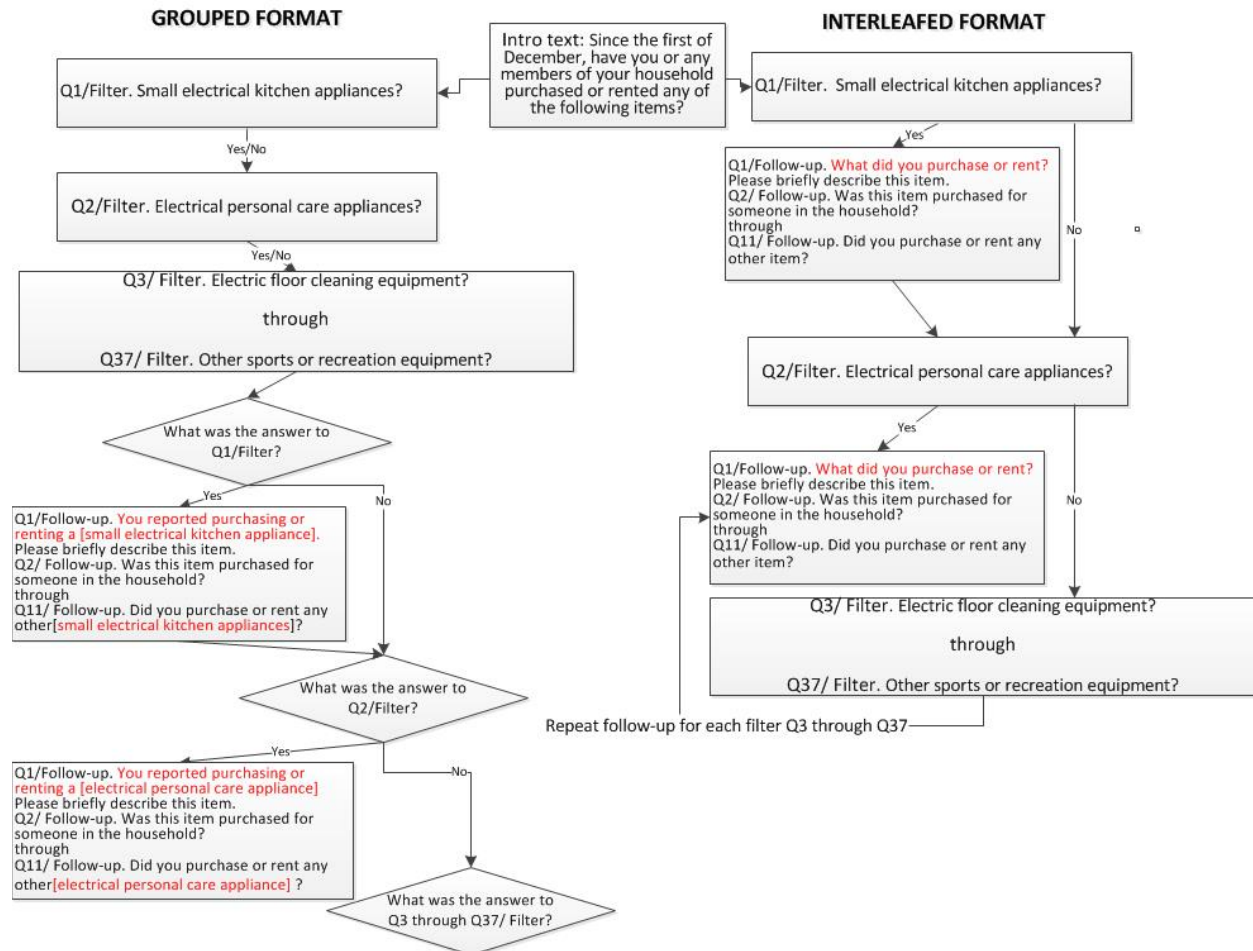 GROUPED FORMAT
INTERLEAFED FORMAT
Intro text: Since the first of
December, have you or any
members of your household
purchased or rented any of
the following items?
Q1/Filter. Small electrical kitchen appliances?
Yes/No
Q2/Filter. Electrical personal care appliances?
Yes/No
Q3/ Filter. Electric floor cleaning equipment?
through
Q37/ Filter. Other sports or recreation equipment?
What was the answer to
Q1/Filter?
Yes
No
Q1/Follow-up. You reported purchasing or
renting a [small electrical kitchen appliance].
Please briefly describe this item.
Q2/ Follow-up. Was this item purchased for
someone in the household?
through
Q11/ Follow-up. Did you purchase or rent any
other[small electrical kitchen appliances]?
What was the answer to
Q2/Filter?
Yes
No
Q1/Follow-up. You reported purchasing or
renting a [electrical personal care appliance]
Please briefly describe this item.
Q2/ Follow-up. Was this item purchased for
someone in the household?
through
Q11/ Follow-up. Did you purchase or rent any
other[electrical personal care appliance] ?
What was the answer to
Q3 through Q37/ Filter?
Q1/Filter.  Small electrical kitchen appliances?
Yes
No
Q1/Follow-up. What did you purchase or rent?
Please briefly describe this item.
Q2/ Follow-up. Was this item purchased for
someone in the household?
through
Q11/ Follow-up. Did you purchase or rent any
other item?
Q2/Filter. Electrical personal care appliances?
Yes
No
Q1/Follow-up. What did you purchase or rent?
Please briefly describe this item.
Q2/ Follow-up. Was this item purchased for
someone in the household?
through
Q11/ Follow-up. Did you purchase or rent any
other item?
Q3/ Filter. Electric floor cleaning equipment?
through
Q37/ Filter. Other sports or recreation equipment?
Repeat follow-up for each filter Q3 through Q37